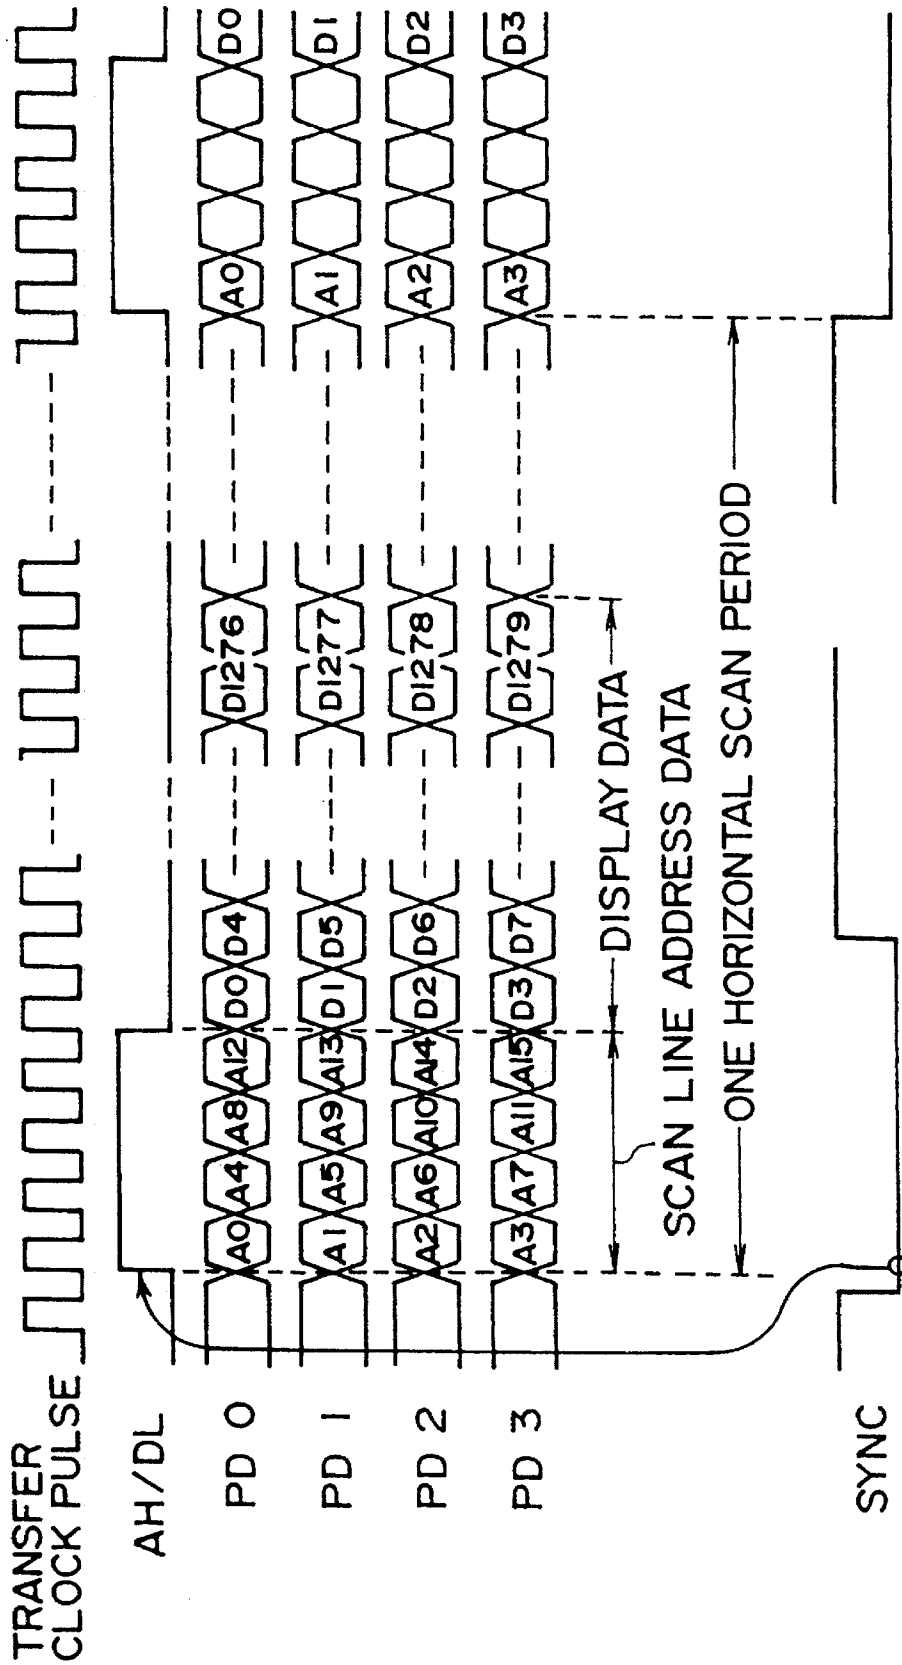 TRANSFER
CLOCK PULSE
AH/DL
PD 0 A0 A4 A8 A12 D0 D4 D1276 A0 D0
PD 1 A1 A5 A9 A13 D1 D5 D1277 A1 D1
PD 2 A2 A6 A10 A14 D2 D6 D1278 A2 D2
PD 3 A3 A7 A11 A15 D3 D7 D1279 A3 D3
DISPLAY DATA
SCAN LINE ADDRESS DATA
ONE HORIZONTAL SCAN PERIOD
SYNC